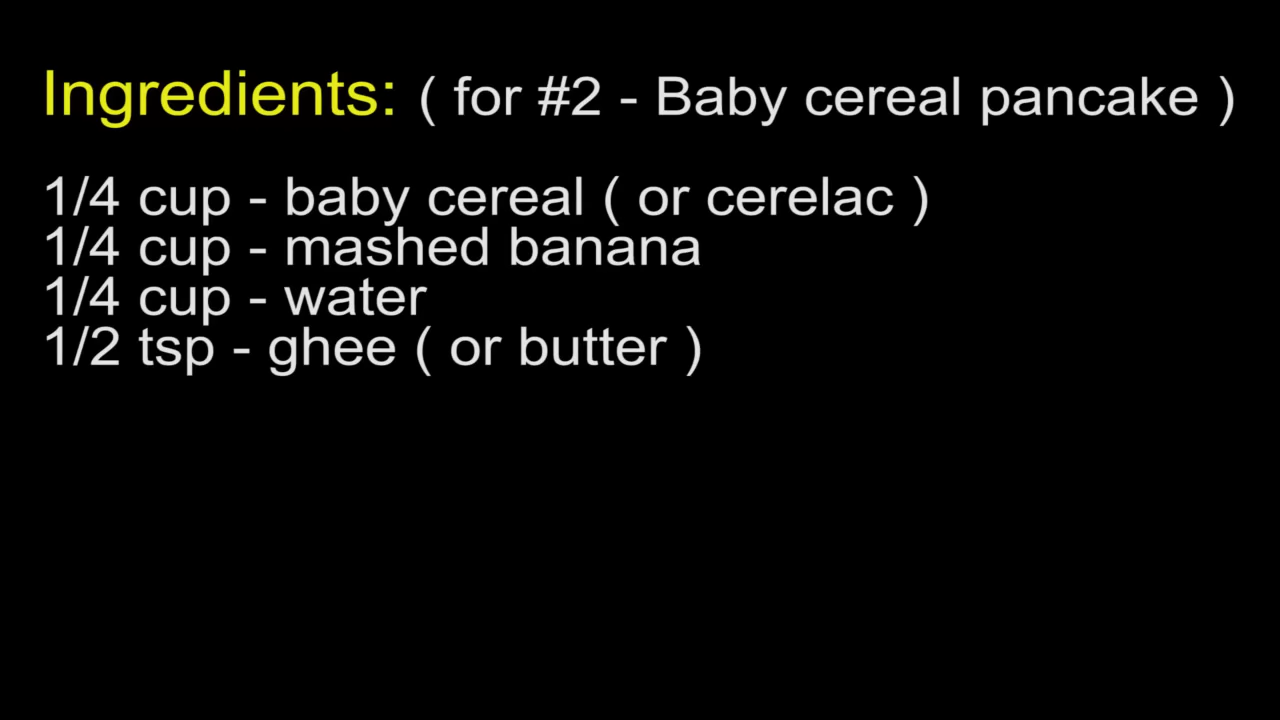 Ingredients: ( for #2 - Baby cereal pancake )
1/4 cup - baby cereal ( or cerelac )
1/4 cup - mashed banana
1/4 cup - water
1/2 tsp - ghee ( or butter )